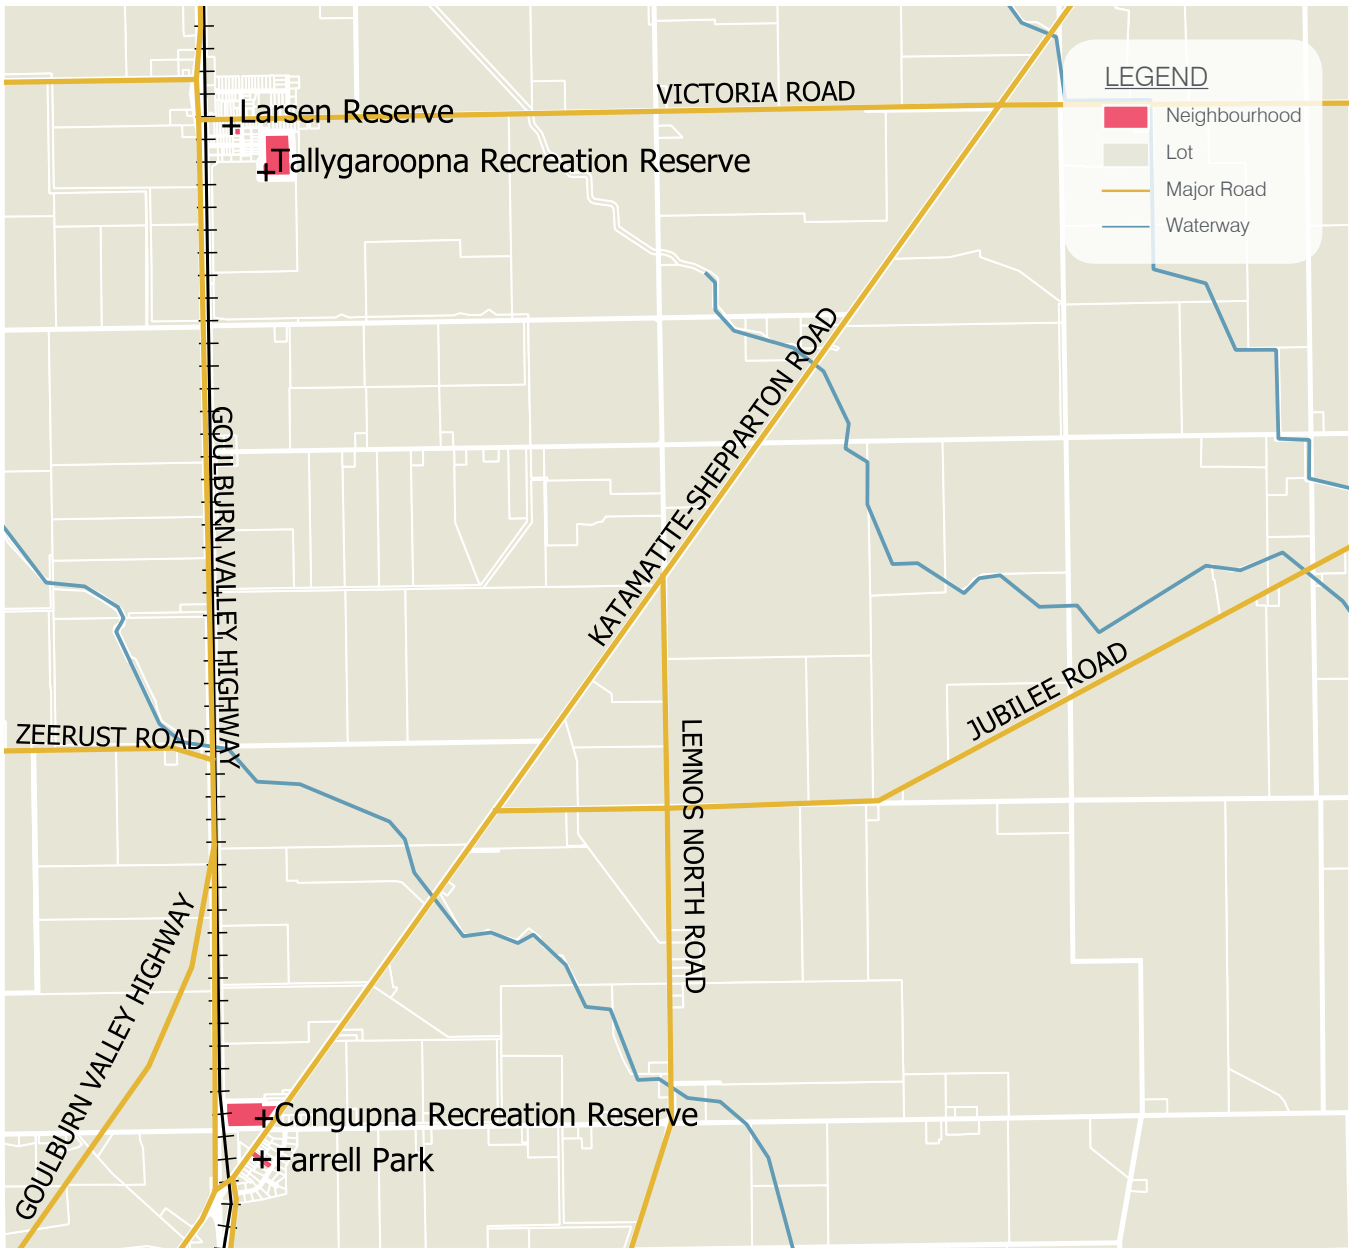 VICTORIA ROAD
LEGEND
Neighbourhood
Lot
Major Road
Waterway
Larsen Reserve
Tallygaroopna Recreation Reserve
KATAMATITE-SHEPPARTON ROAD
GOULBURN VALLEY HIGHWAY
JUBILEE ROAD
ZEERUST ROAD
LEMNOS NORTH ROAD
GOULBURN VALLEY HIGHWAY
Congupna Recreation Reserve
Farrell Park